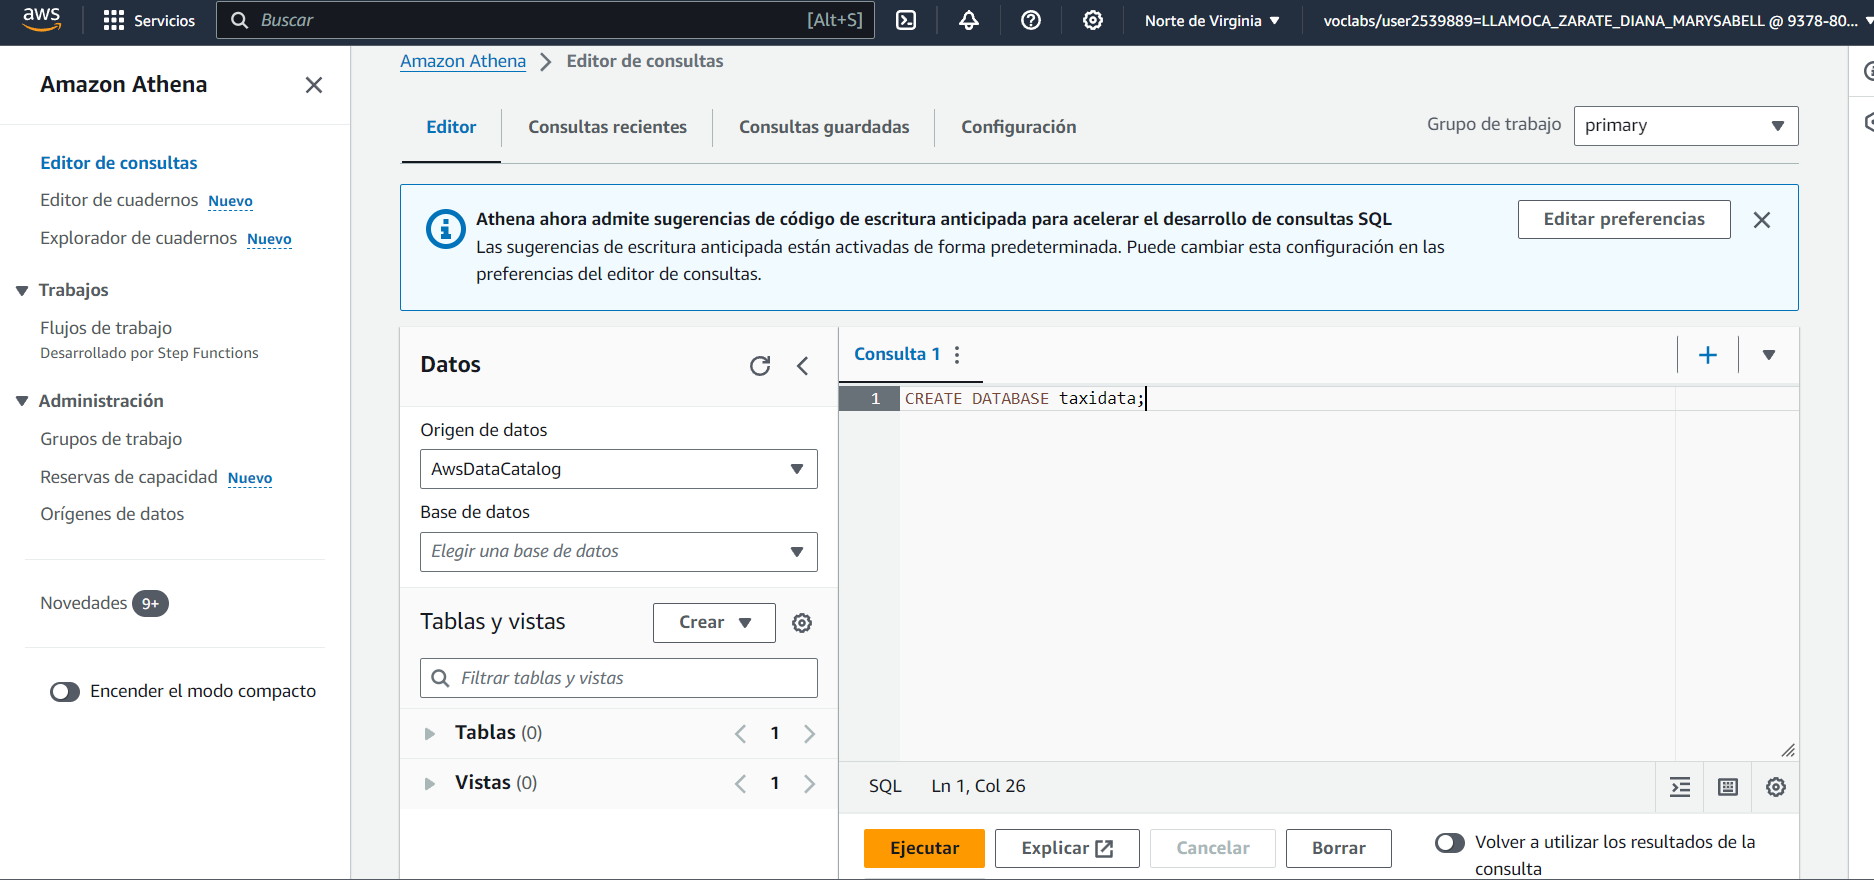 aws
Servicios
Buscar
[Alt+S]
Norte de Virginia
voclabs/user2539889=LLAMOCA_ZARATE_DIANA_MARYSABELL @ 9378-80...
Amazon Athena
Editor de consultas
Editor de cuadernos Nuevo
Explorador de cuadernos Nuevo
Trabajos
Flujos de trabajo
Desarrollado por Step Functions
Administración
Grupos de trabajo
Reservas de capacidad Nuevo
Orígenes de datos
Novedades 9+
Encender el modo compacto
Amazon Athena
Editor de consultas
Editor
Consultas recientes
Consultas guardadas
Configuración
Grupo de trabajo
primary
Athena ahora admite sugerencias de código de escritura anticipada para acelerar el desarrollo de consultas SQL
Las sugerencias de escritura anticipada están activadas de forma predeterminada. Puede cambiar esta configuración en las
preferencias del editor de consultas.
Editar preferencias
Datos
Origen de datos
AwsDataCatalog
Base de datos
Elegir una base de datos
Tablas y vistas
Crear
Filtrar tablas y vistas
Tablas (0)
1
Vistas (0)
1
Consulta 1
1 CREATE DATABASE taxidata;
SQL
Ln 1, Col 26
Ejecutar
Explicar
Cancelar
Borrar
Volver a utilizar los resultados de la
consulta